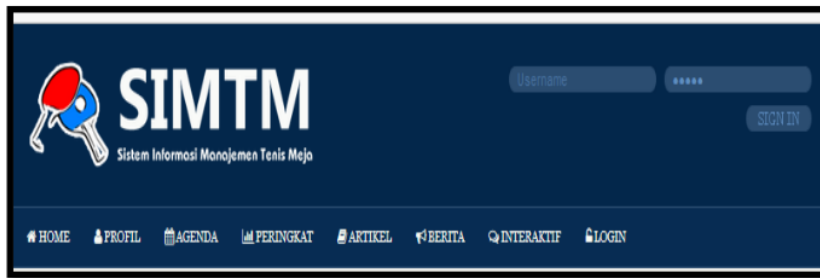 SIMTM
Sistem Informasi Manajemen Tenis Meja
Username •••••
SIGN IN
HOME PROFIL AGENDA PERINGKAT ARTIKEL BERITA INTERAKTIF LOGIN